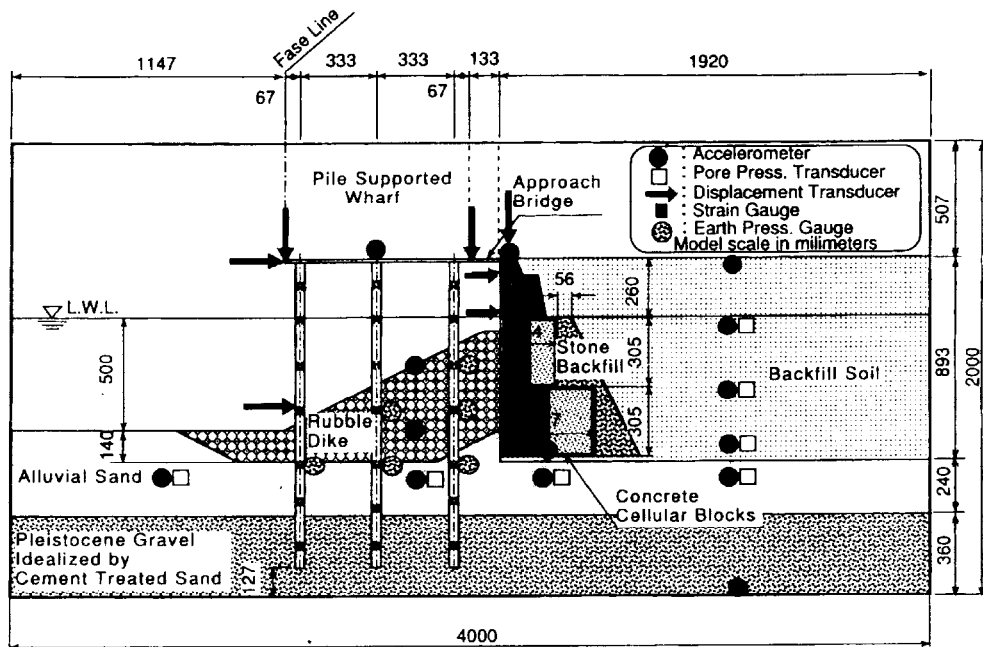 Fase Line
1147
333
333
133
1920
67
67
Pile Supported
Wharf
Approach
Bridge
: Accelerometer
: Pore Press. Transducer
: Displacement Transducer
: Strain Gauge
: Earth Press. Gauge
Model scale in milimeters
507
L.W.L.
56
260
4
Stone
Backfill
305
893
2000
500
Backfill Soil
Rubble
Dike
7
305
140
Alluvial Sand
240
Concrete
Cellular Blocks
Pleistocene Gravel
Idealized by
Cement Treated Sand
127
360
4000